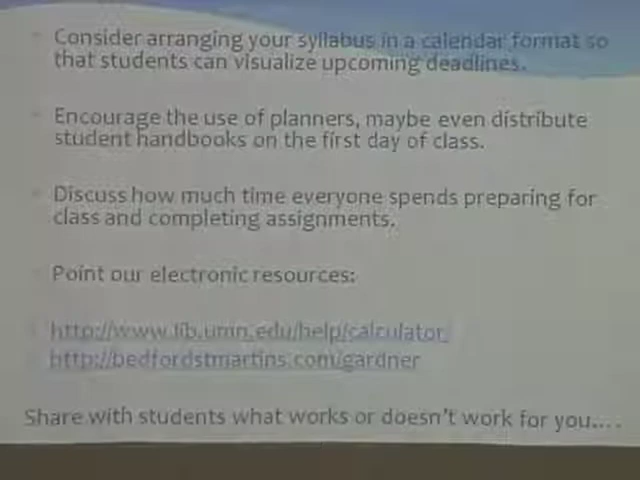 Consider arranging your syllabus in a calendar format so
that students can visualize upcoming deadlines.
Encourage the use of planners, maybe even distribute
student handbooks on the first day of class.
Discuss how much time everyone spends preparing for
class and completing assignments.
Point our electronic resources:
http://www.lib.umn.edu/help/calculator/
http://bedfordstmartins.com/gardner
Share with students what works or doesn't work for you....